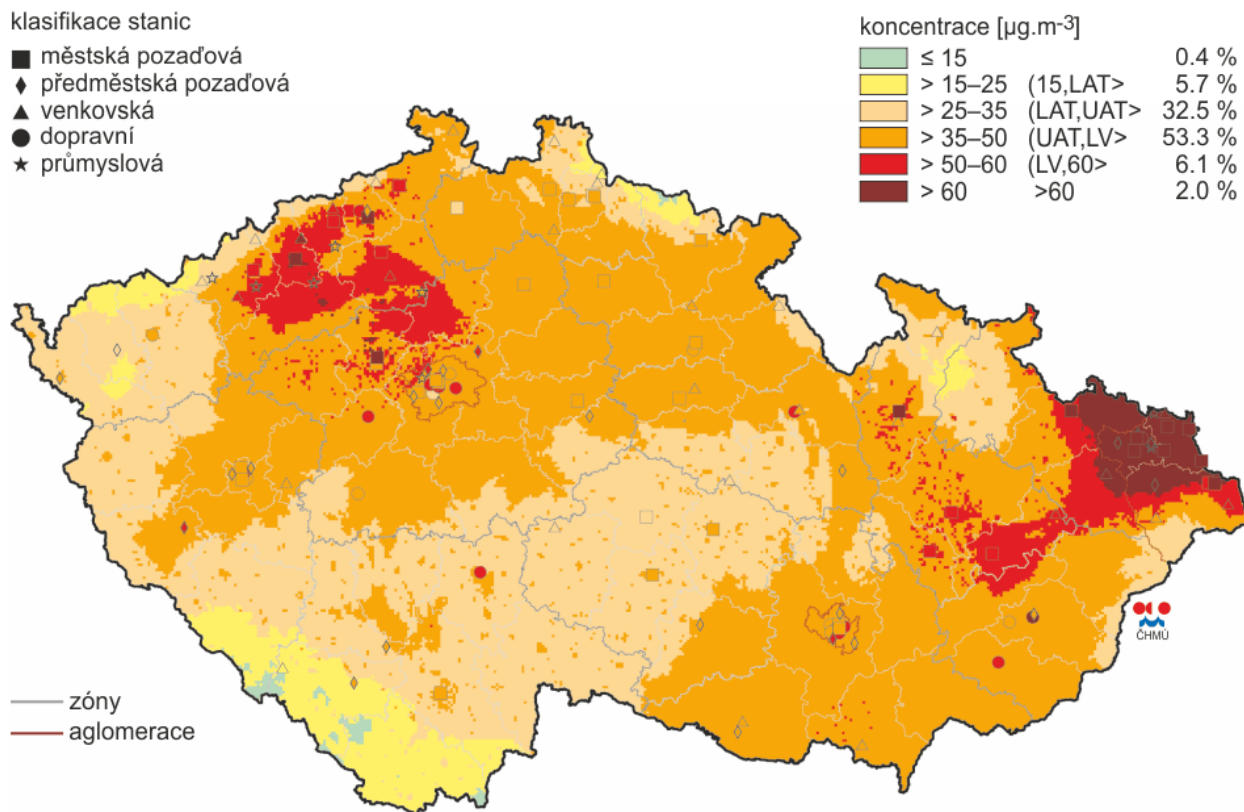 klasifikace stanic
městská pozaďová
předměstská pozaďová
venkovská
dopravní
průmyslová
koncentrace [µg.m-3]
≤ 15 0.4 %
> 15–25 (15,LAT> 5.7 %
> 25–35 (LAT,UAT> 32.5 %
> 35–50 (UAT,LV> 53.3 %
> 50–60 (LV,60> 6.1 %
> 60 >60 2.0 %
ČHMÚ
zóny
aglomerace